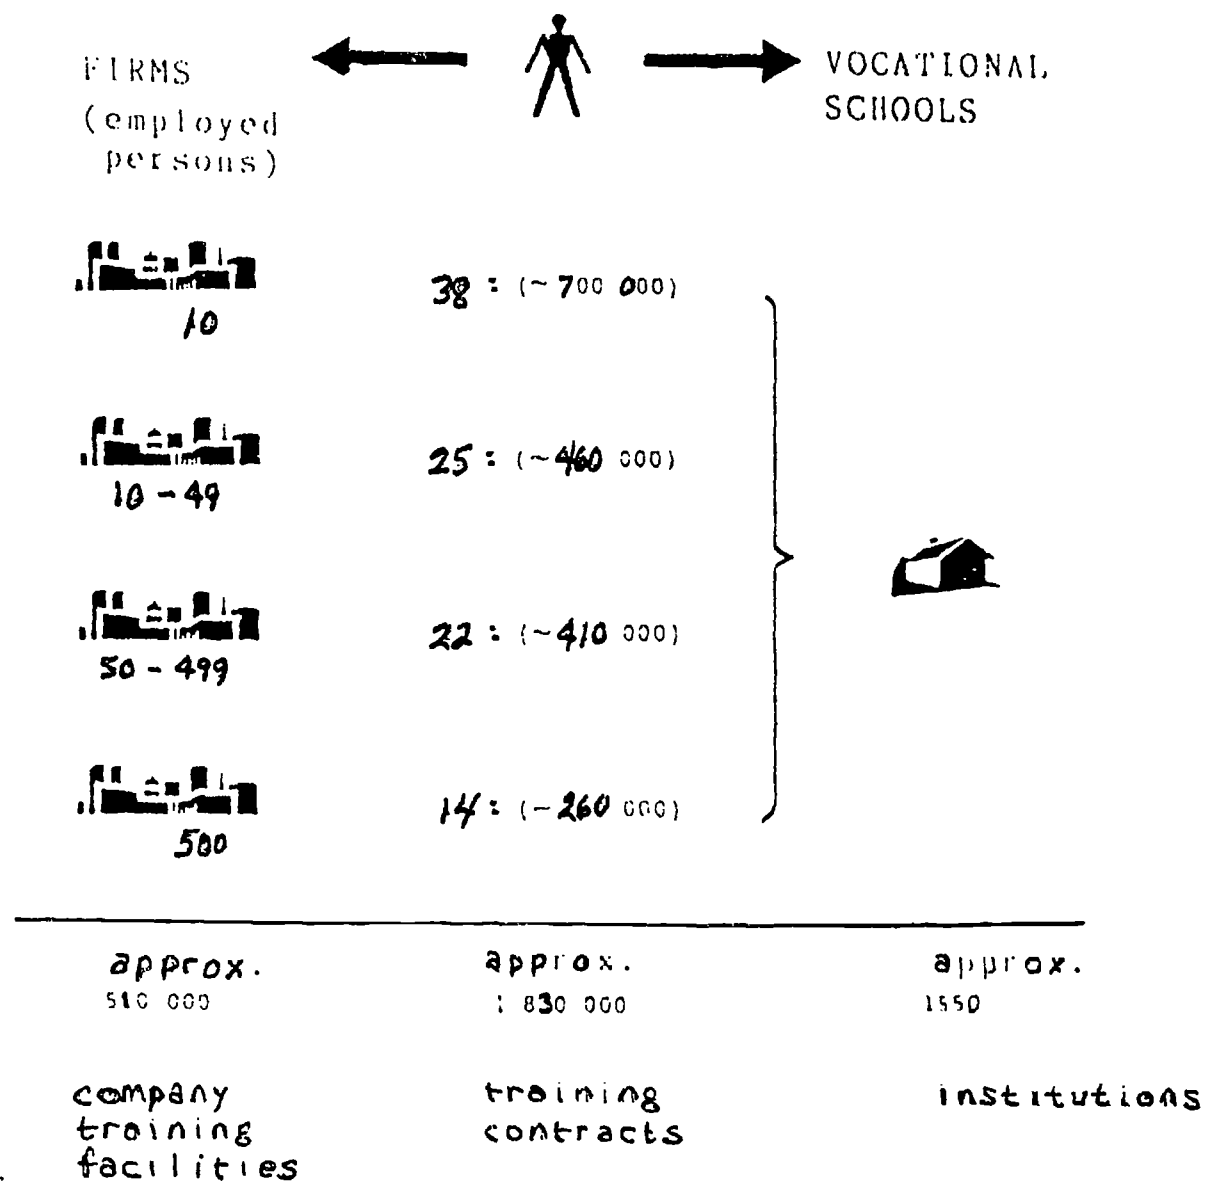 FIRMS
(employed
persons)
VOCATIONAL
SCHOOLS
10
38 : (~ 700 000)
10 - 49
25 : (~ 460 000)
50 - 499
22 : (~ 410 000)
500
14 : (~ 260 000)
approx.
510 000
approx.
1 830 000
approx.
1550
company
training
facilities
training
contracts
institutions